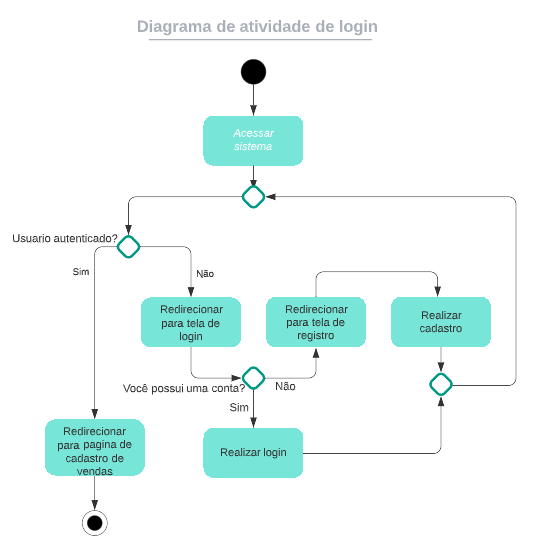 Diagrama de atividade de login
Acessar
sistema
Usuario autenticado?
Sim
Não
Redirecionar
para tela de
login
Redirecionar
para tela de
registro
Realizar
cadastro
Você possui uma conta?
Não
Sim
Redirecionar
para pagina de
cadastro de
vendas
Realizar login